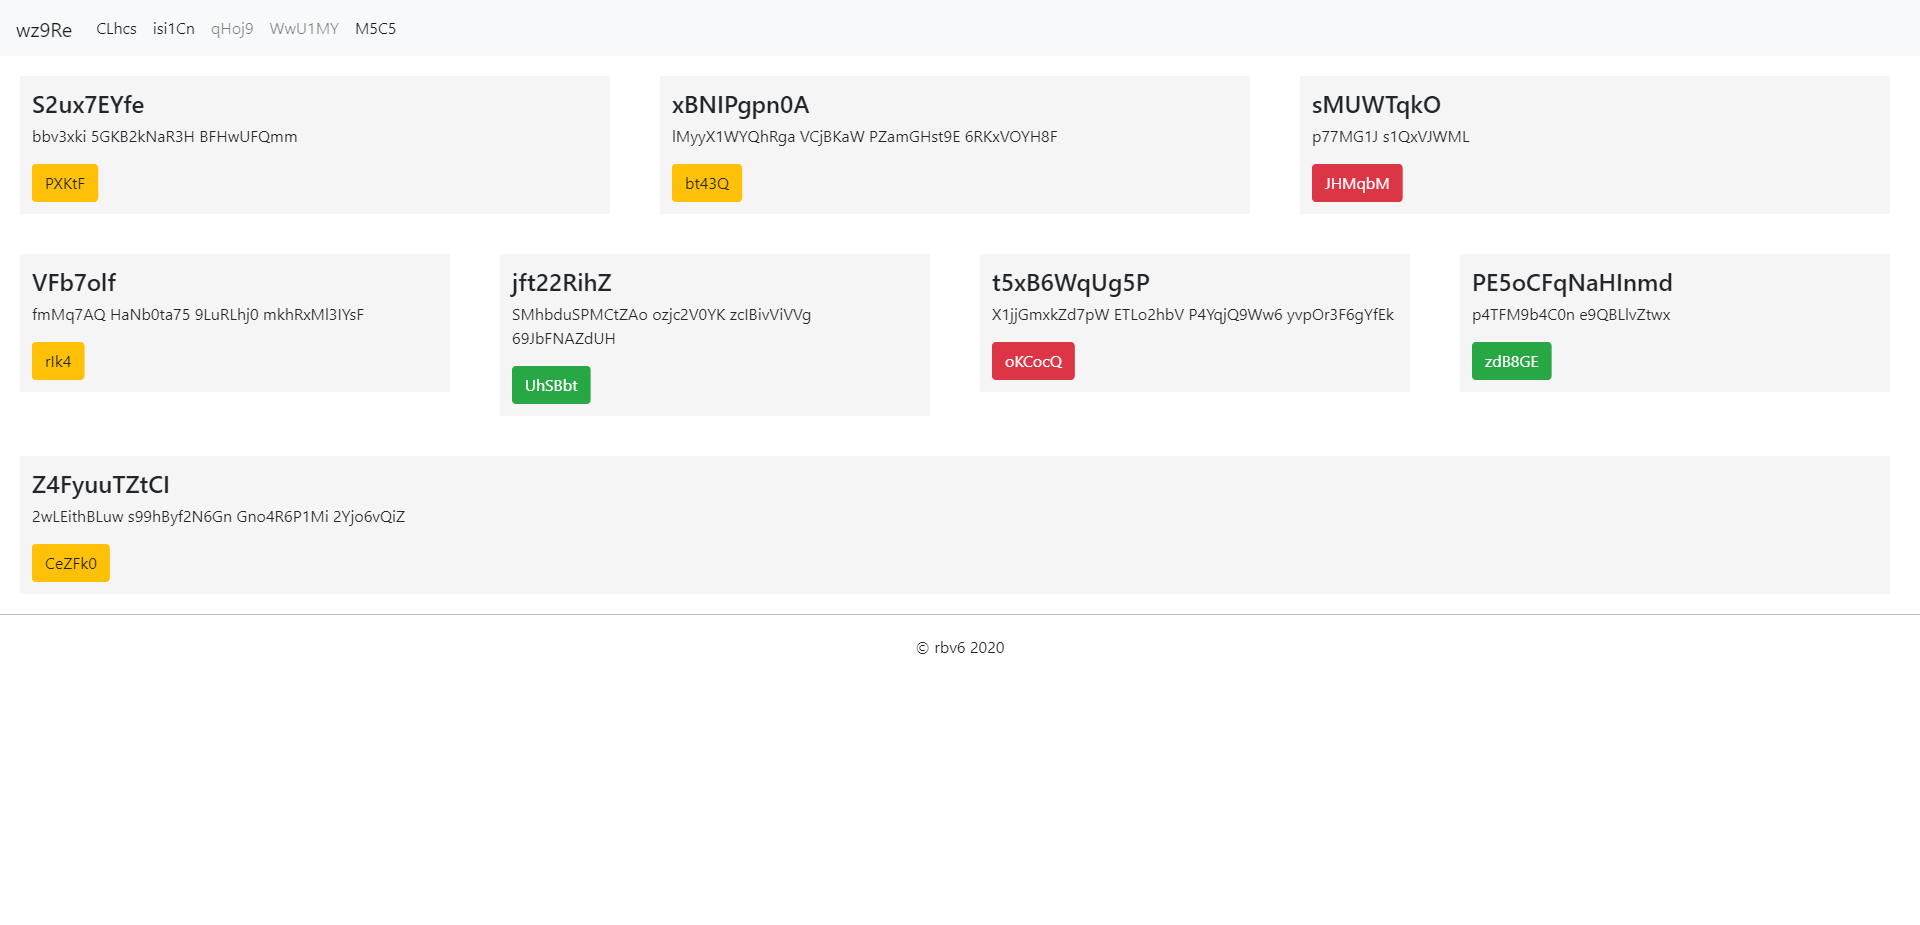 wz9Re CLhcs isi1Cn qHoj9 WwU1MY M5C5
S2ux7EYfe
bbv3xki 5GKB2kNaR3H BFHwUFQmm
PXKtF
xBNIPgpn0A
lMyyX1WYQhRga VCjBKaW PZamGHst9E 6RKxVOYH8F
bt43Q
sMUWTqkO
p77MG1J s1QxVJWML
JHMqbM
VFb7olf
fmMq7AQ HaNb0ta75 9LuRLhj0 mkhRxMl3IYsF
rIk4
jft22RihZ
SMhbduSPMCtZAo ozjc2V0YK zcIBivViVVg
69JbFNAZdUH
UhSBbt
t5xB6WqUg5P
X1jjGmxkZd7pW ETLo2hbV P4YqjQ9Ww6 yvpOr3F6gYfEk
oKCocQ
PE5oCFqNaHInmd
p4TFM9b4C0n e9QBLlvZtwx
zdB8GE
Z4FyuuTZtCI
2wLEithBLuw s99hByf2N6Gn Gno4R6P1Mi 2Yjo6vQiZ
CeZFk0
© rbv6 2020